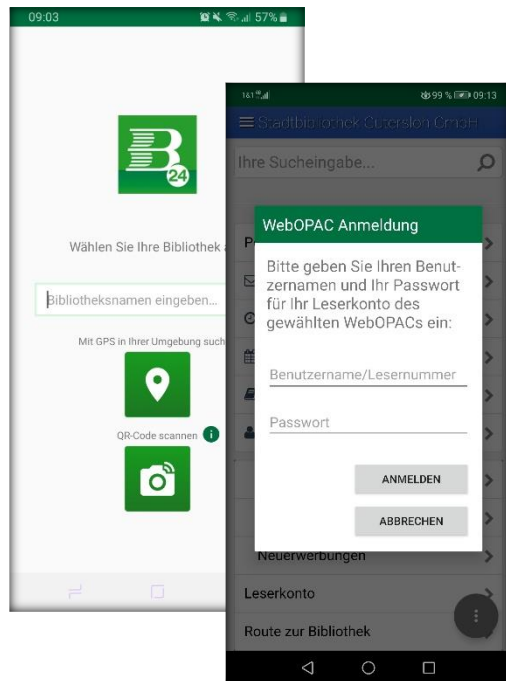 09:03
57%
B
24
Wählen Sie Ihre Bibliothek
Bibliotheksnamen eingeben...
Mit GPS in Ihrer Umgebung such
QR-Code scannen i
1&1
99 % 09:13
Stadtbibliothek Gütersloh GmbH
Ihre Sucheingabe...
WebOPAC Anmeldung
Bitte geben Sie Ihren Benut-
zernamen und Ihr Passwort
für Ihr Leserkonto des
gewählten WebOPACs ein:
Benutzername/Lesernummer
Passwort
ANMELDEN
ABBRECHEN
Neuerwerbungen
Leserkonto
Route zur Bibliothek